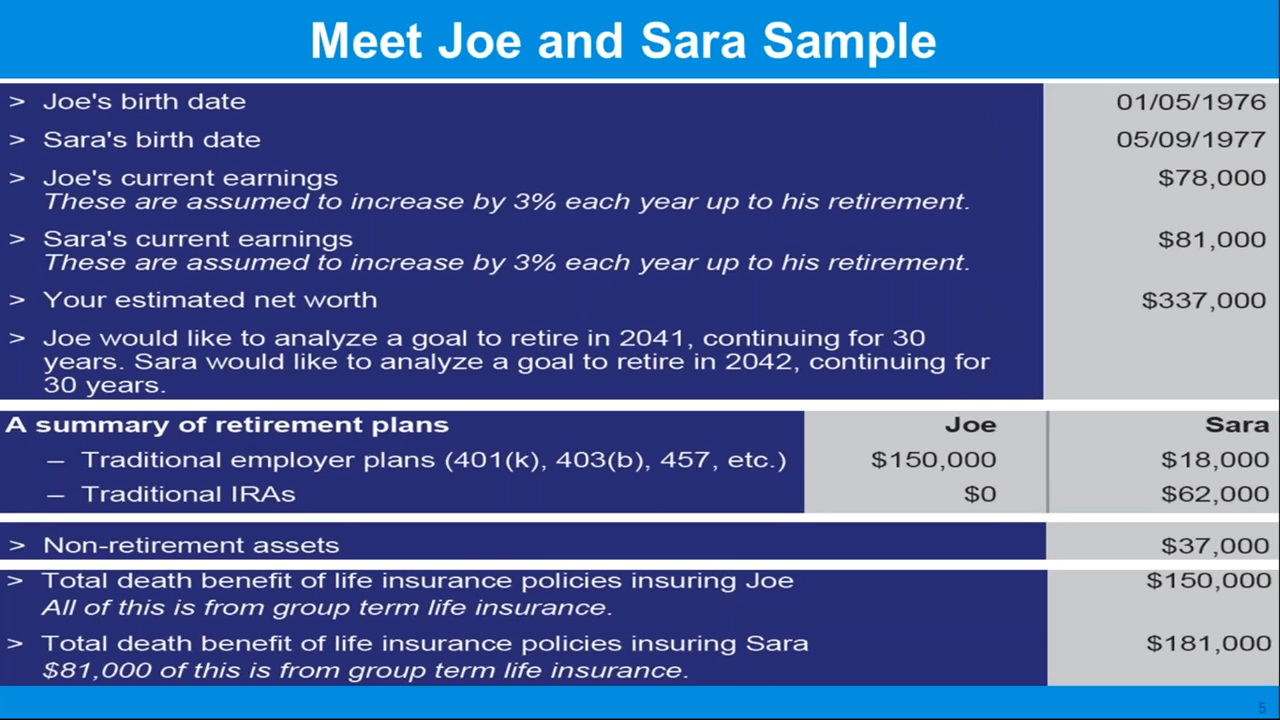 Meet Joe and Sara Sample
> Joe's birth date 01/05/1976
> Sara's birth date 05/09/1977
> Joe's current earnings $78,000
These are assumed to increase by 3% each year up to his retirement.
> Sara's current earnings $81,000
These are assumed to increase by 3% each year up to his retirement.
> Your estimated net worth $337,000
> Joe would like to analyze a goal to retire in 2041, continuing for 30
years. Sara would like to analyze a goal to retire in 2042, continuing for
30 years.
A summary of retirement plans Joe Sara
– Traditional employer plans (401(k), 403(b), 457, etc.) $150,000 $18,000
– Traditional IRAs $0 $62,000
> Non-retirement assets $37,000
> Total death benefit of life insurance policies insuring Joe $150,000
All of this is from group term life insurance.
> Total death benefit of life insurance policies insuring Sara $181,000
$81,000 of this is from group term life insurance.
5